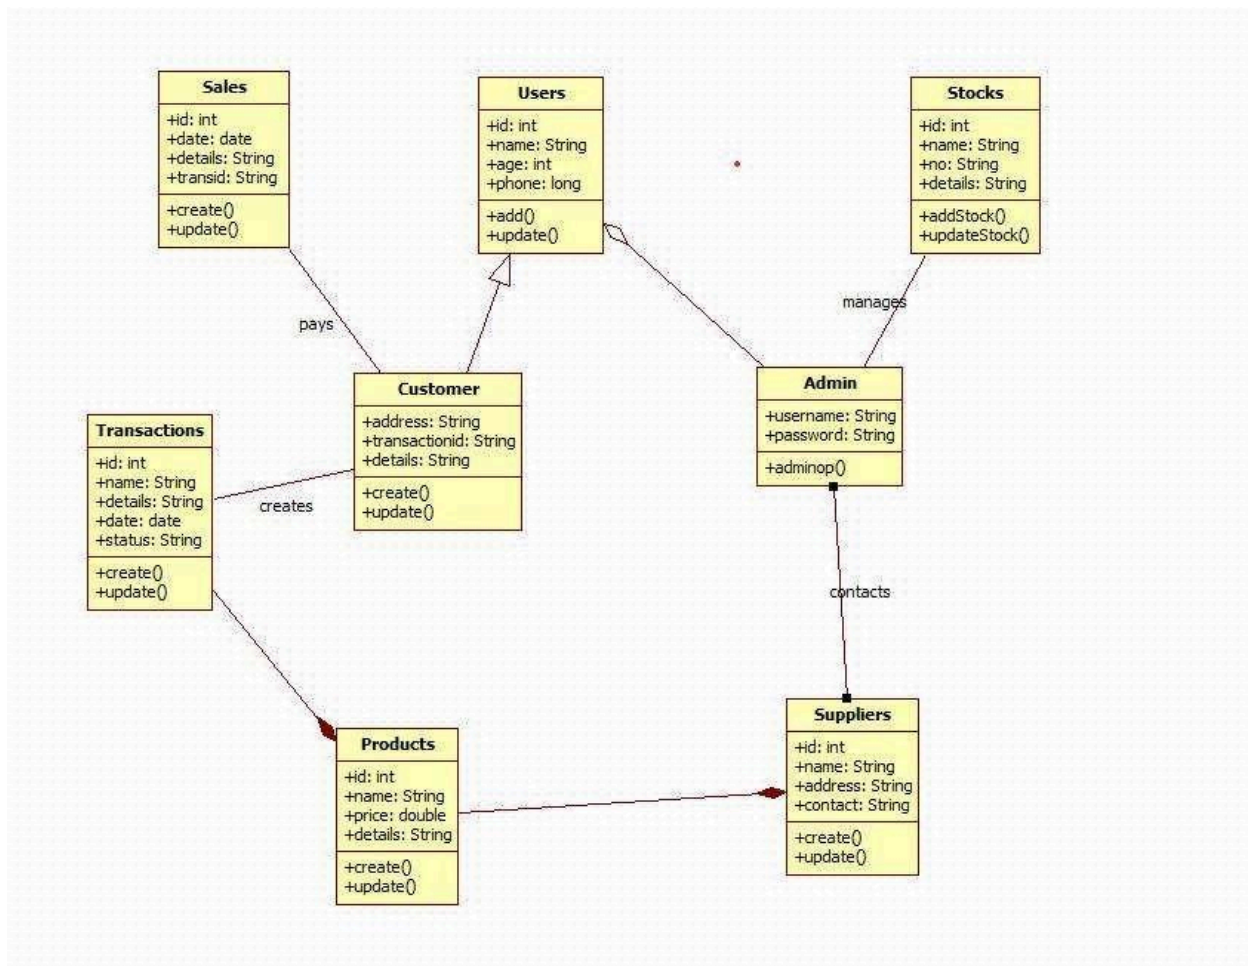 Sales
+id: int
+date: date
+details: String
+transid: String
+create()
+update()
Users
+id: int
+name: String
+age: int
+phone: long
+add()
+update()
Stocks
+id: int
+name: String
+no: String
+details: String
+addStock()
+updateStock()
pays
manages
Customer
+address: String
+transactionid: String
+details: String
+create()
+update()
Admin
+username: String
+password: String
+adminop()
Transactions
+id: int
+name: String
+details: String
+date: date
+status: String
+create()
+update()
creates
contacts
Products
+id: int
+name: String
+price: double
+details: String
+create()
+update()
Suppliers
+id: int
+name: String
+address: String
+contact: String
+create()
+update()